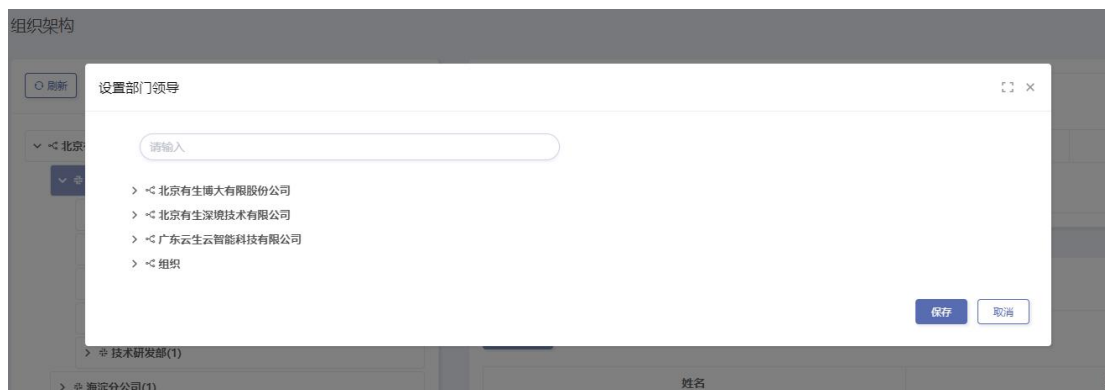 组织架构
刷新
设置部门领导
北京
请输入
北京有生博大有限股份公司
北京有生深境技术有限公司
广东云生云智能科技有限公司
组织
保存
取消
技术研发部(1)
海淀分公司(1)
姓名